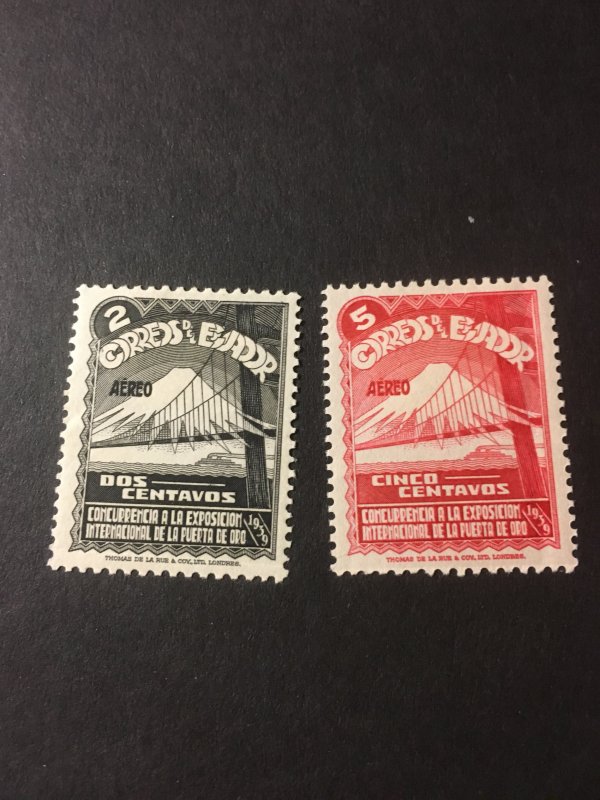 2
CORREOS DEL ECUADOR
AÉREO
DOS
CENTAVOS
CONCURRENCIA A LA EXPOSICION
INTERNACIONAL DE LA PUERTA DE ORO
1939
THOMAS DE LA RUE & COY., LTD. LONDRES.
5
CORREOS DEL ECUADOR
AÉREO
CINCO
CENTAVOS
CONCURRENCIA A LA EXPOSICION
INTERNACIONAL DE LA PUERTA DE ORO
1939
THOMAS DE LA RUE & COY., LTD. LONDRES.